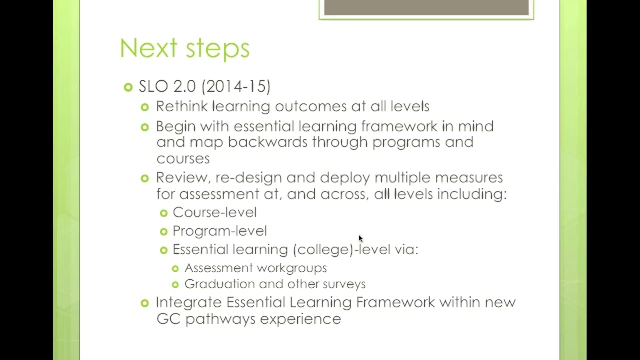 Next steps
SLO 2.0 (2014-15)
Rethink learning outcomes at all levels
Begin with essential learning framework in mind
and map backwards through programs and
courses
Review, re-design and deploy multiple measures
for assessment at, and across, all levels including:
Course-level
Program-level
Essential learning (college)-level via:
Assessment workgroups
Graduation and other surveys
Integrate Essential Learning Framework within new
GC pathways experience